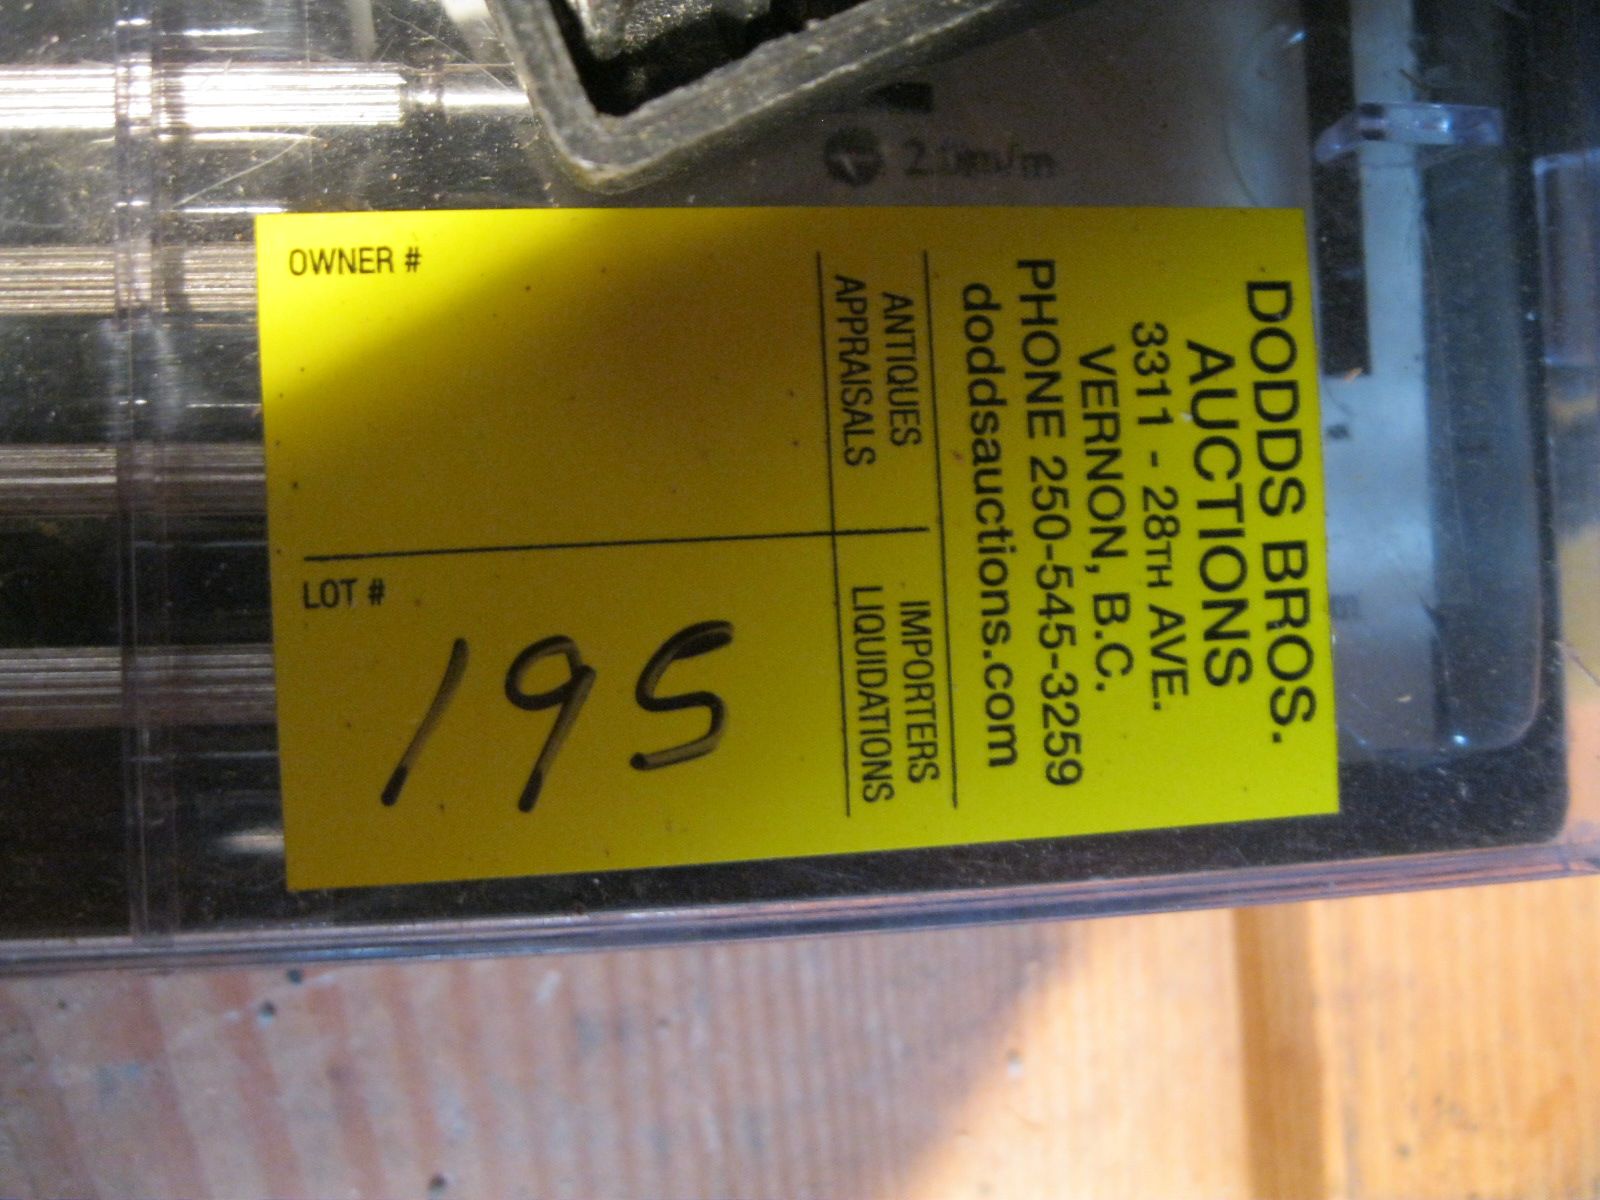 DODDS BROS.
AUCTIONS
3311 - 28TH AVE.
VERNON, B.C.
PHONE 250-545-3259
doddsauctions.com
ANTIQUES
APPRAISALS
IMPORTERS
LIQUIDATIONS
OWNER #
LOT #
195